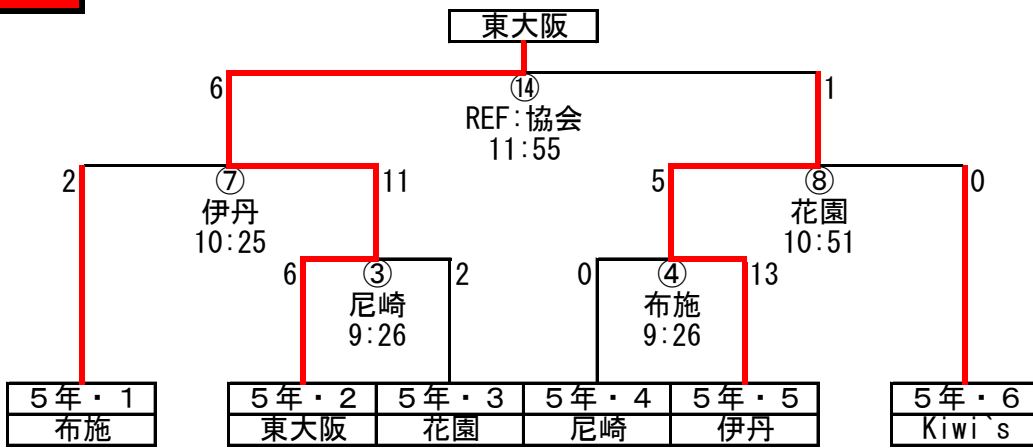 東大阪
6 ⑭ 1
REF:協会
11:55
2 ⑦ 11 5 ⑧ 0
伊丹 花園
10:25 10:51
6 ③ 2 0 ④ 13
尼崎 布施
9:26 9:26
5年・1 5年・2 5年・3 5年・4 5年・5 5年・6
布施 東大阪 花園 尼崎 伊丹 Kiwi`s